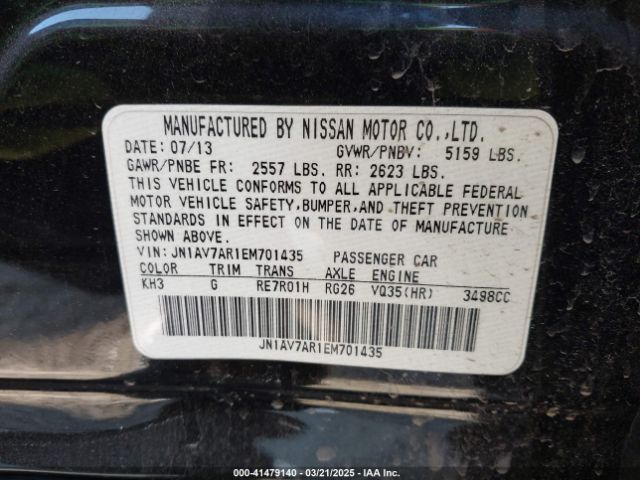 MANUFACTURED BY NISSAN MOTOR CO.,LTD.
DATE: 07/13 GVWR/PNBV: 5159 LBS.
GAWR/PNBE FR: 2557 LBS. RR: 2623 LBS.
THIS VEHICLE CONFORMS TO ALL APPLICABLE FEDERAL
MOTOR VEHICLE SAFETY,BUMPER,AND THEFT PREVENTION
STANDARDS IN EFFECT ON THE DATE OF MANUFACTURE
SHOWN ABOVE.
VIN: JN1AV7AR1EM701435 PASSENGER CAR
COLOR TRIM TRANS AXLE ENGINE
KH3 G RE7R01H RG26 VQ35(HR) 3498CC
JN1AV7AR1EM701435
000-41479140 — 03/21/2025 — IAA Inc.